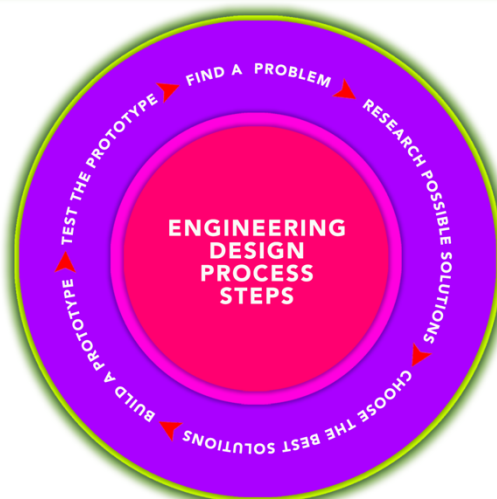 ENGINEERING
DESIGN
PROCESS
STEPS
FIND A PROBLEM
RESEARCH POSSIBLE SOLUTIONS
CHOOSE THE BEST SOLUTIONS
BUILD A PROTOTYPE
TEST THE PROTOTYPE